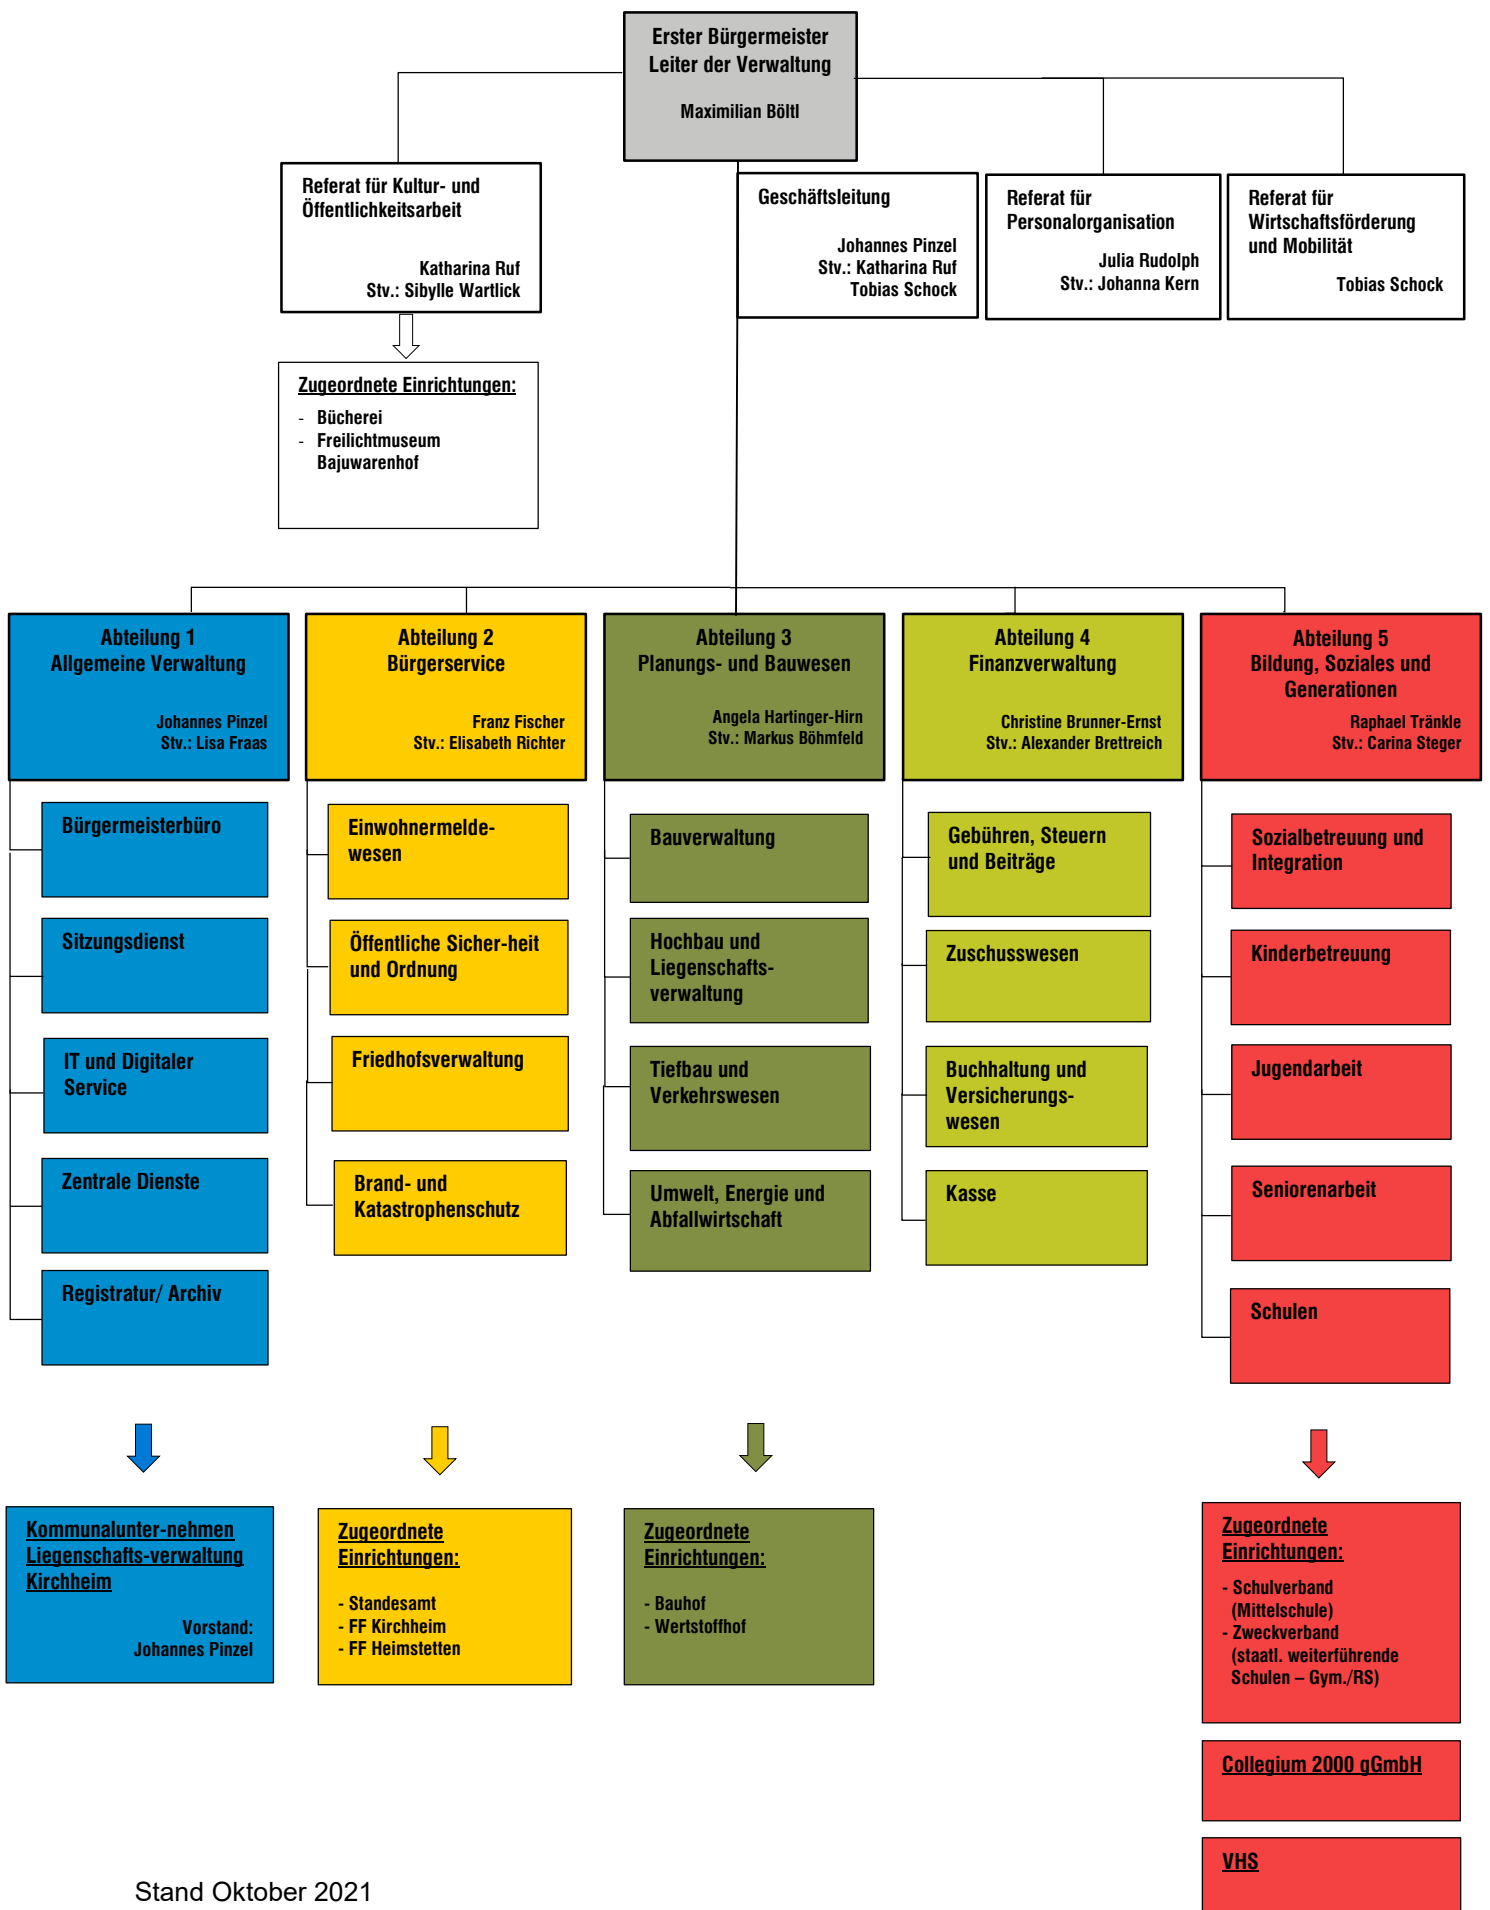 Erster Bürgermeister
Leiter der Verwaltung
Maximilian Böltl
Referat für Kultur- und
Öffentlichkeitsarbeit
Katharina Ruf
Stv.: Sibylle Wartlick
Geschäftsleitung
Johannes Pinzel
Stv.: Katharina Ruf
Tobias Schock
Referat für
Personalorganisation
Julia Rudolph
Stv.: Johanna Kern
Referat für
Wirtschaftsförderung
und Mobilität
Tobias Schock
Zugeordnete Einrichtungen:
- Bücherei
- Freilichtmuseum
Bajuwarenhof
Abteilung 1
Allgemeine Verwaltung
Johannes Pinzel
Stv.: Lisa Fraas
Abteilung 2
Bürgerservice
Franz Fischer
Stv.: Elisabeth Richter
Abteilung 3
Planungs- und Bauwesen
Angela Hartinger-Hirn
Stv.: Markus Böhmfeld
Abteilung 4
Finanzverwaltung
Christine Brunner-Ernst
Stv.: Alexander Brettreich
Abteilung 5
Bildung, Soziales und
Generationen
Raphael Tränkle
Stv.: Carina Steger
Bürgermeisterbüro
Sitzungsdienst
IT und Digitaler
Service
Zentrale Dienste
Registratur/ Archiv
Einwohnermelde-
wesen
Öffentliche Sicher-heit
und Ordnung
Friedhofsverwaltung
Brand- und
Katastrophenschutz
Bauverwaltung
Hochbau und
Liegenschafts-
verwaltung
Tiefbau und
Verkehrswesen
Umwelt, Energie und
Abfallwirtschaft
Gebühren, Steuern
und Beiträge
Zuschusswesen
Buchhaltung und
Versicherungs-
wesen
Kasse
Sozialbetreuung und
Integration
Kinderbetreuung
Jugendarbeit
Seniorenarbeit
Schulen
Kommunalunter-nehmen
Liegenschafts-verwaltung
Kirchheim
Vorstand:
Johannes Pinzel
Zugeordnete
Einrichtungen:
- Standesamt
- FF Kirchheim
- FF Heimstetten
Zugeordnete
Einrichtungen:
- Bauhof
- Wertstoffhof
Zugeordnete
Einrichtungen:
- Schulverband
(Mittelschule)
- Zweckverband
(staatl. weiterführende
Schulen – Gym./RS)
Collegium 2000 gGmbH
VHS
Stand Oktober 2021